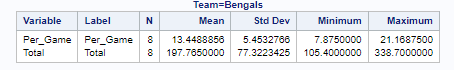 Team=Bengals
Variable Label N Mean Std Dev Minimum Maximum
Per_Game Per_Game 8 13.4488856 5.4532766 7.8750000 21.1687500
Total Total 8 197.7650000 77.3223425 105.4000000 338.7000000